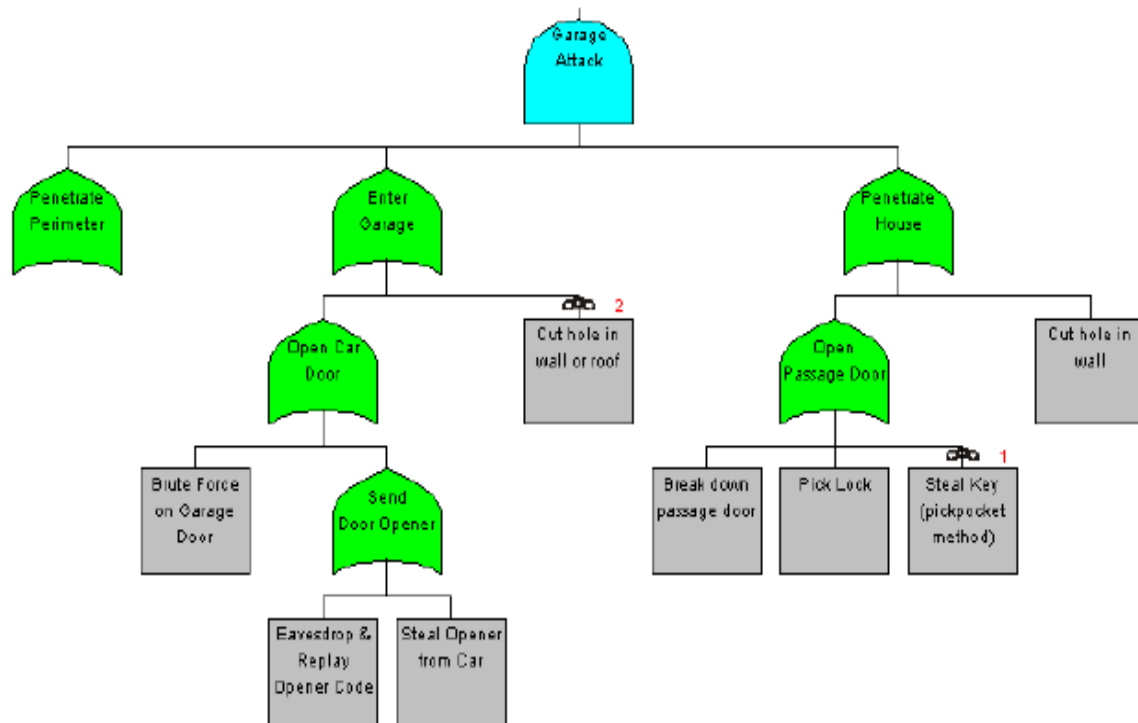 Garage
Attack
Penetrate
Perimeter
Enter
Garage
Penetrate
House
Open Car
Door
2
Cut hole in
wall or roof
Open
Passage Door
Cut hole in
wall
Brute Force
on Garage
Door
Send
Door Opener
Break down
passage door
Pick Lock
1
Steal Key
(pickpocket
method)
Eavesdrop &
Replay
Opener Code
Steal Opener
from Car